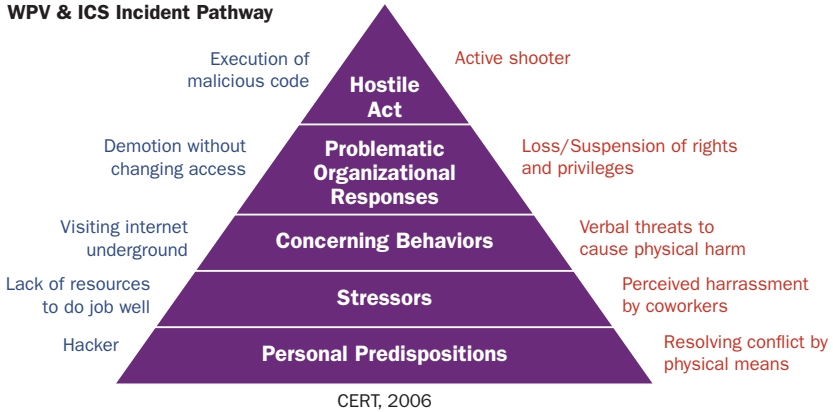 WPV & ICS Incident Pathway
Execution of
malicious code
Hostile
Act
Active shooter
Demotion without
changing access
Problematic
Organizational
Responses
Loss/Suspension of rights
and privileges
Visiting internet
underground
Concerning Behaviors
Verbal threats to
cause physical harm
Lack of resources
to do job well
Stressors
Perceived harrassment
by coworkers
Hacker
Personal Predispositions
Resolving conflict by
physical means
CERT, 2006